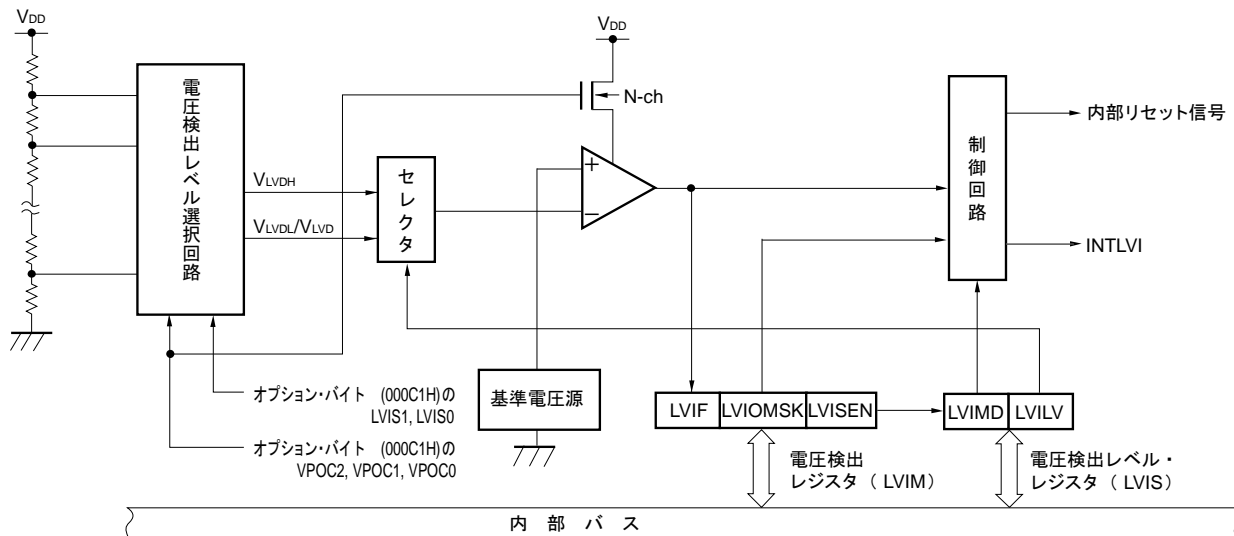 VDD
VDD
電圧検出レベル選択回路
N-ch
VLVDH
VLVDL/VLVD
セレクタ
+
−
制御回路
内部リセット信号
INTLVI
オプション・バイト (000C1H)の
LVIS1, LVIS0
オプション・バイト (000C1H)の
VPOC2, VPOC1, VPOC0
基準電圧源
LVIF LVIOMSK LVISEN
LVIMD LVILV
電圧検出
レジスタ（LVIM）
電圧検出レベル・
レジスタ（LVIS）
内部バス